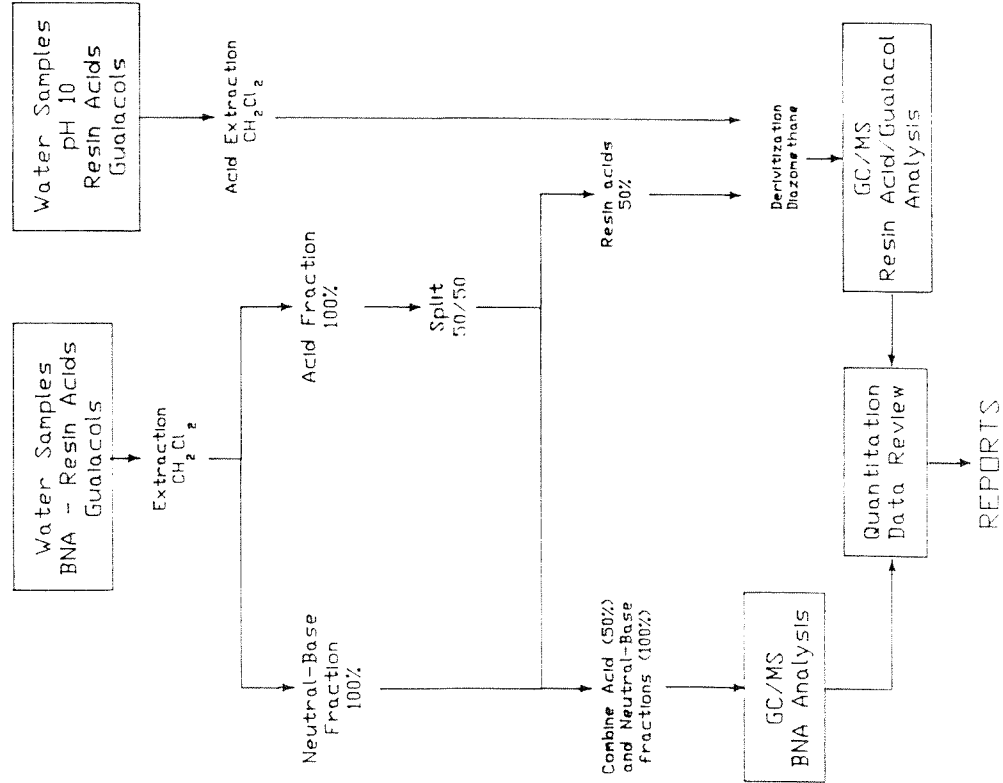 Water Samples
BNA - Resin Acids
Guaiacols
Extraction
CH2Cl2
Neutral-Base
Fraction
100%
Acid Fraction
100%
Split
50/50
Combine Acid (50%)
and Neutral-Base
fractions (100%)
Resin acids
50%
GC/MS
BNA Analysis
Water Samples
pH 10
Resin Acids
Guaiacols
Acid Extraction
CH2Cl2
Derivitization
Diazomethane
GC/MS
Resin Acid/Guaiacol
Analysis
Quantitation
Data Review
REPORTS